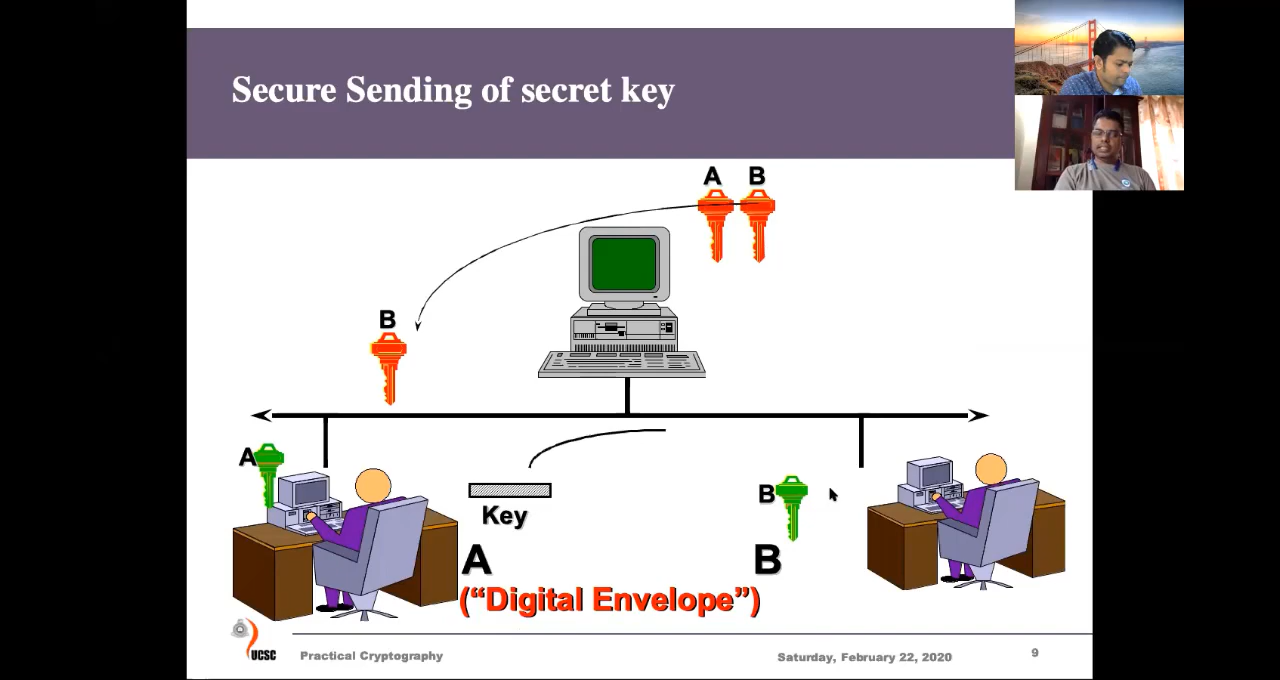 Secure Sending of secret key
A B
B
A
Key
B
A
B
(“Digital Envelope”)
UCSC
Practical Cryptography
Saturday, February 22, 2020
9